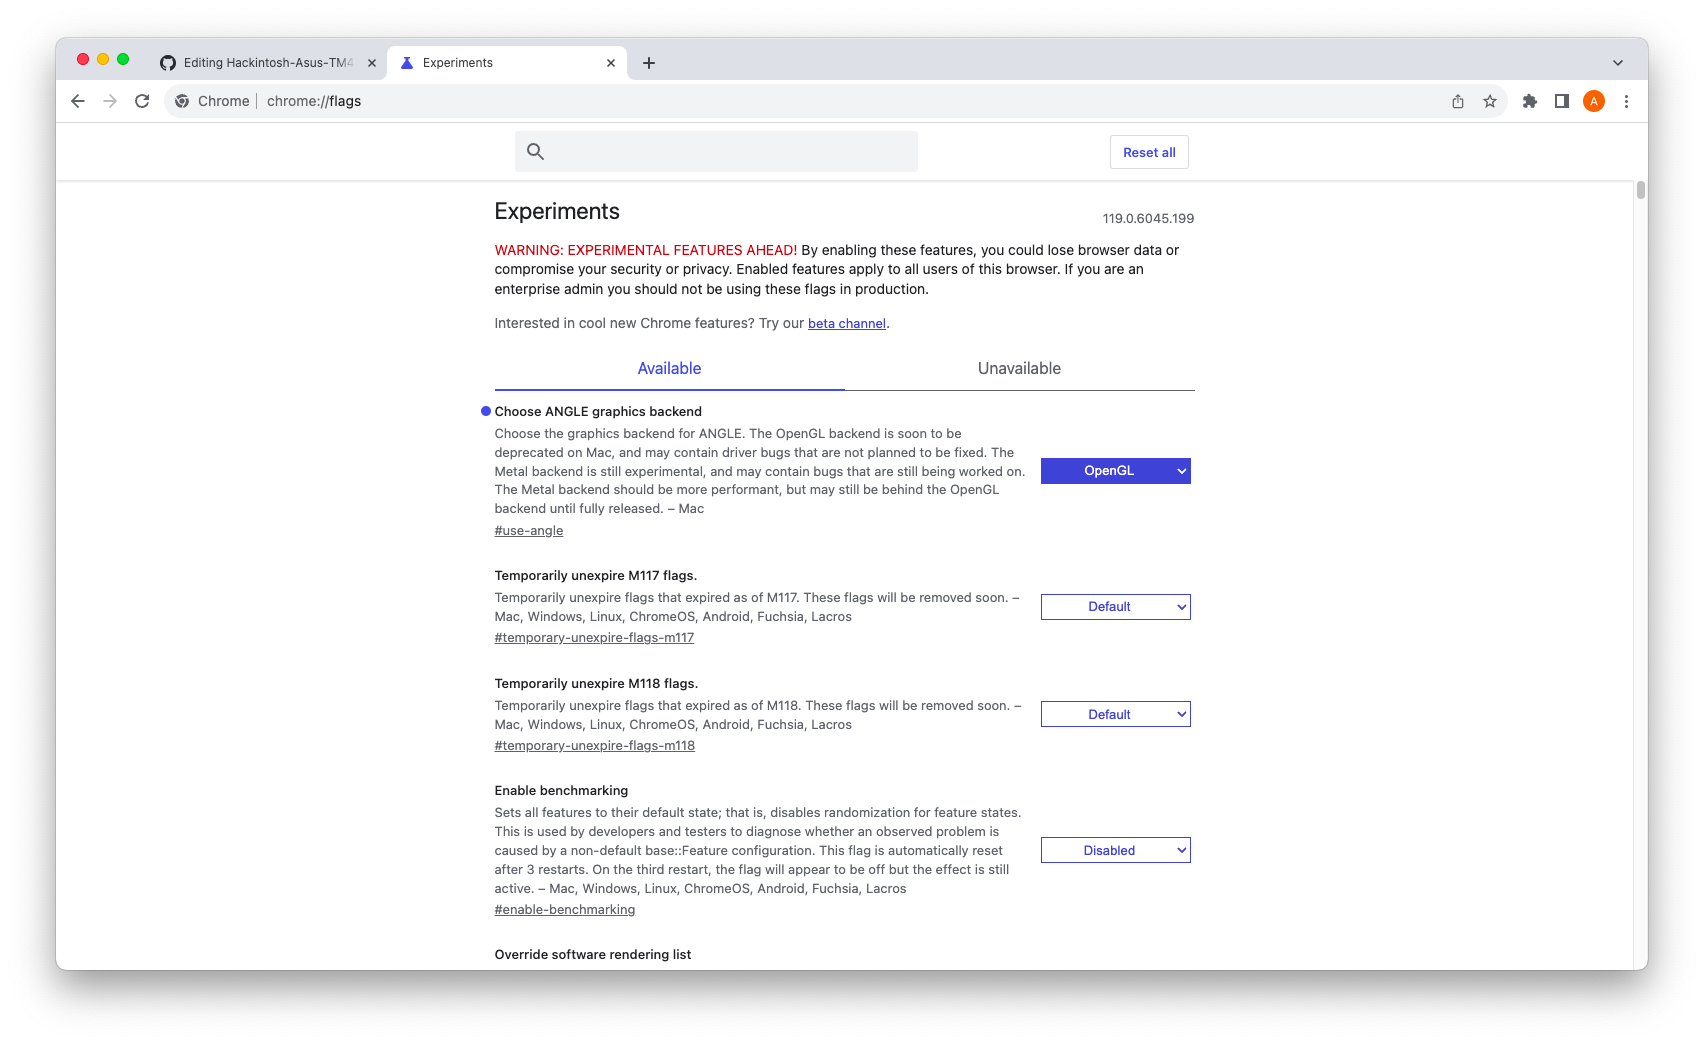 Editing Hackintosh-Asus-TM4
Experiments
Chrome
chrome://flags
A
Reset all
Experiments
119.0.6045.199
WARNING: EXPERIMENTAL FEATURES AHEAD! By enabling these features, you could lose browser data or
compromise your security or privacy. Enabled features apply to all users of this browser. If you are an
enterprise admin you should not be using these flags in production.
Interested in cool new Chrome features? Try our beta channel.
Available
Unavailable
Choose ANGLE graphics backend
Choose the graphics backend for ANGLE. The OpenGL backend is soon to be
deprecated on Mac, and may contain driver bugs that are not planned to be fixed. The
Metal backend is still experimental, and may contain bugs that are still being worked on.
The Metal backend should be more performant, but may still be behind the OpenGL
backend until fully released. – Mac
#use-angle
OpenGL
Temporarily unexpire M117 flags.
Temporarily unexpire flags that expired as of M117. These flags will be removed soon. –
Mac, Windows, Linux, ChromeOS, Android, Fuchsia, Lacros
#temporary-unexpire-flags-m117
Default
Temporarily unexpire M118 flags.
Temporarily unexpire flags that expired as of M118. These flags will be removed soon. –
Mac, Windows, Linux, ChromeOS, Android, Fuchsia, Lacros
#temporary-unexpire-flags-m118
Default
Enable benchmarking
Sets all features to their default state; that is, disables randomization for feature states.
This is used by developers and testers to diagnose whether an observed problem is
caused by a non-default base::Feature configuration. This flag is automatically reset
after 3 restarts. On the third restart, the flag will appear to be off but the effect is still
active. – Mac, Windows, Linux, ChromeOS, Android, Fuchsia, Lacros
#enable-benchmarking
Disabled
Override software rendering list